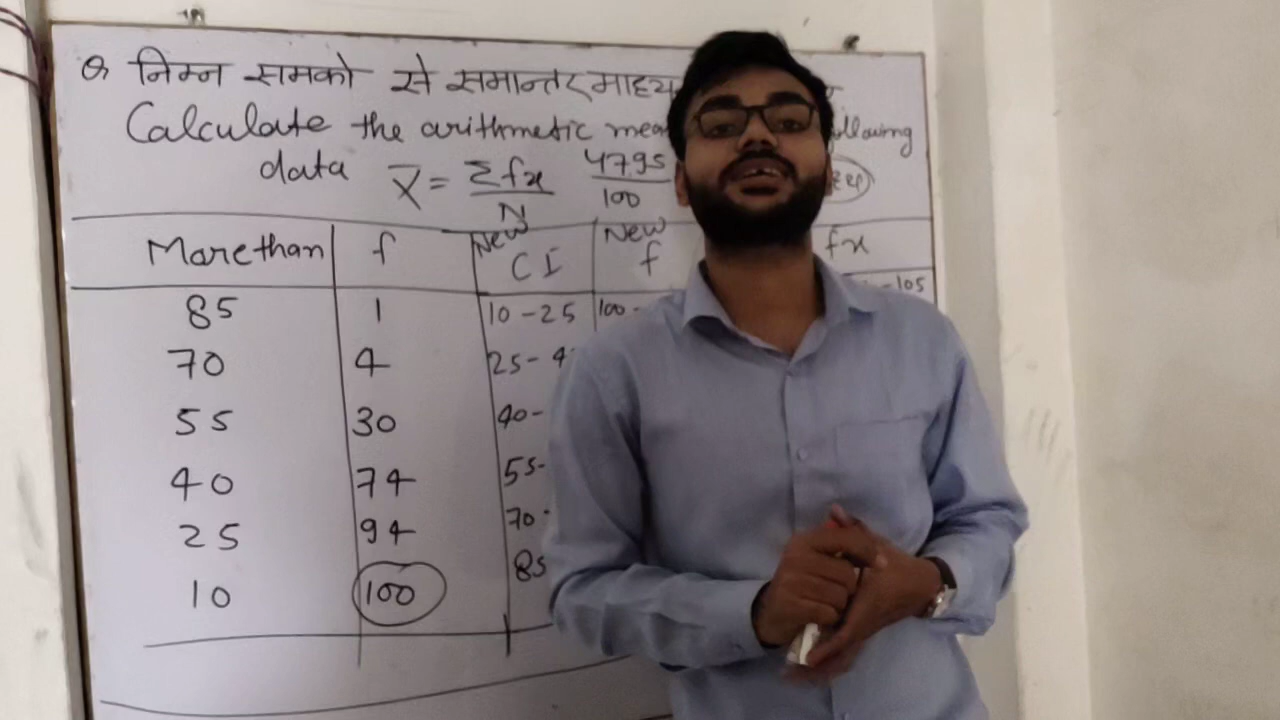 Q निम्न समको से समान्तर
Calculate the arithmetic
data X̄ = Σfx / N 4795 / 100
More than f New CI New f fx
85 1 10-25 100- -105
70 4 25-4
55 30 40-
40 74 55-
25 94 70-
10 100 85